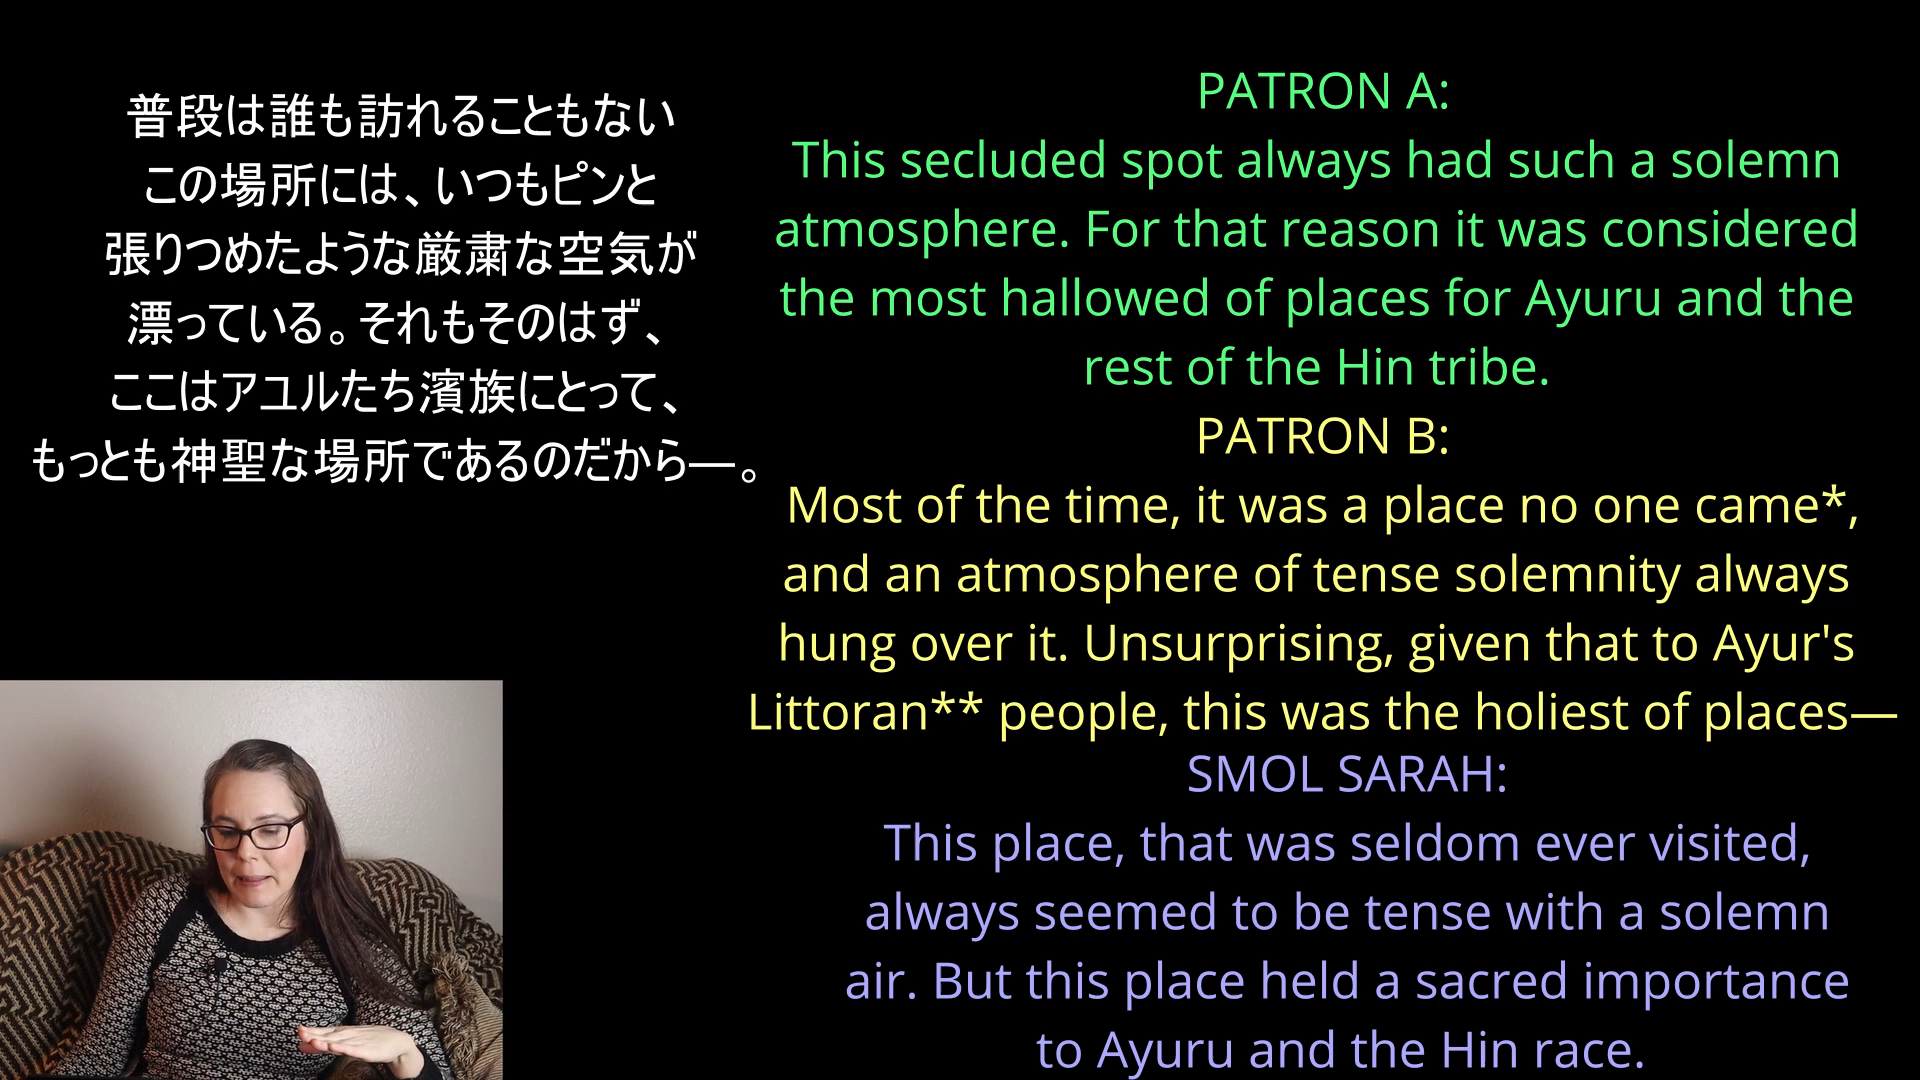 普段は誰も訪れることもない
この場所には、いつもピンと
張りつめたような厳粛な空気が
漂っている。それもそのはず、
ここはアユルたち濱族にとって、
もっとも神聖な場所であるのだから―。
PATRON A:
This secluded spot always had such a solemn
atmosphere. For that reason it was considered
the most hallowed of places for Ayuru and the
rest of the Hin tribe.
PATRON B:
Most of the time, it was a place no one came*,
and an atmosphere of tense solemnity always
hung over it. Unsurprising, given that to Ayur's
Littoran** people, this was the holiest of places—
SMOL SARAH:
This place, that was seldom ever visited,
always seemed to be tense with a solemn
air. But this place held a sacred importance
to Ayuru and the Hin race.